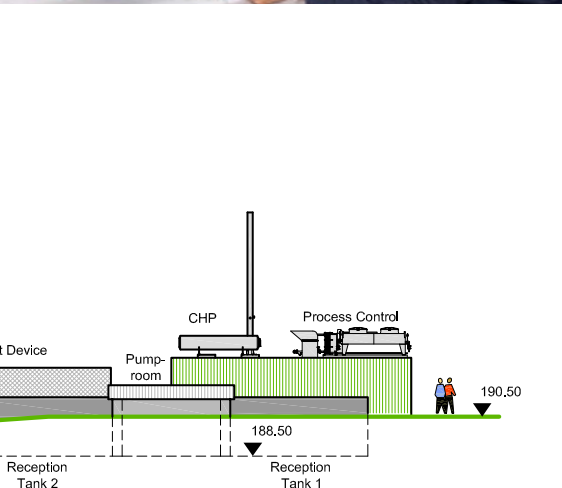 CHP
Process Control
t Device
Pump-
room
190.50
188.50
Reception
Tank 2
Reception
Tank 1